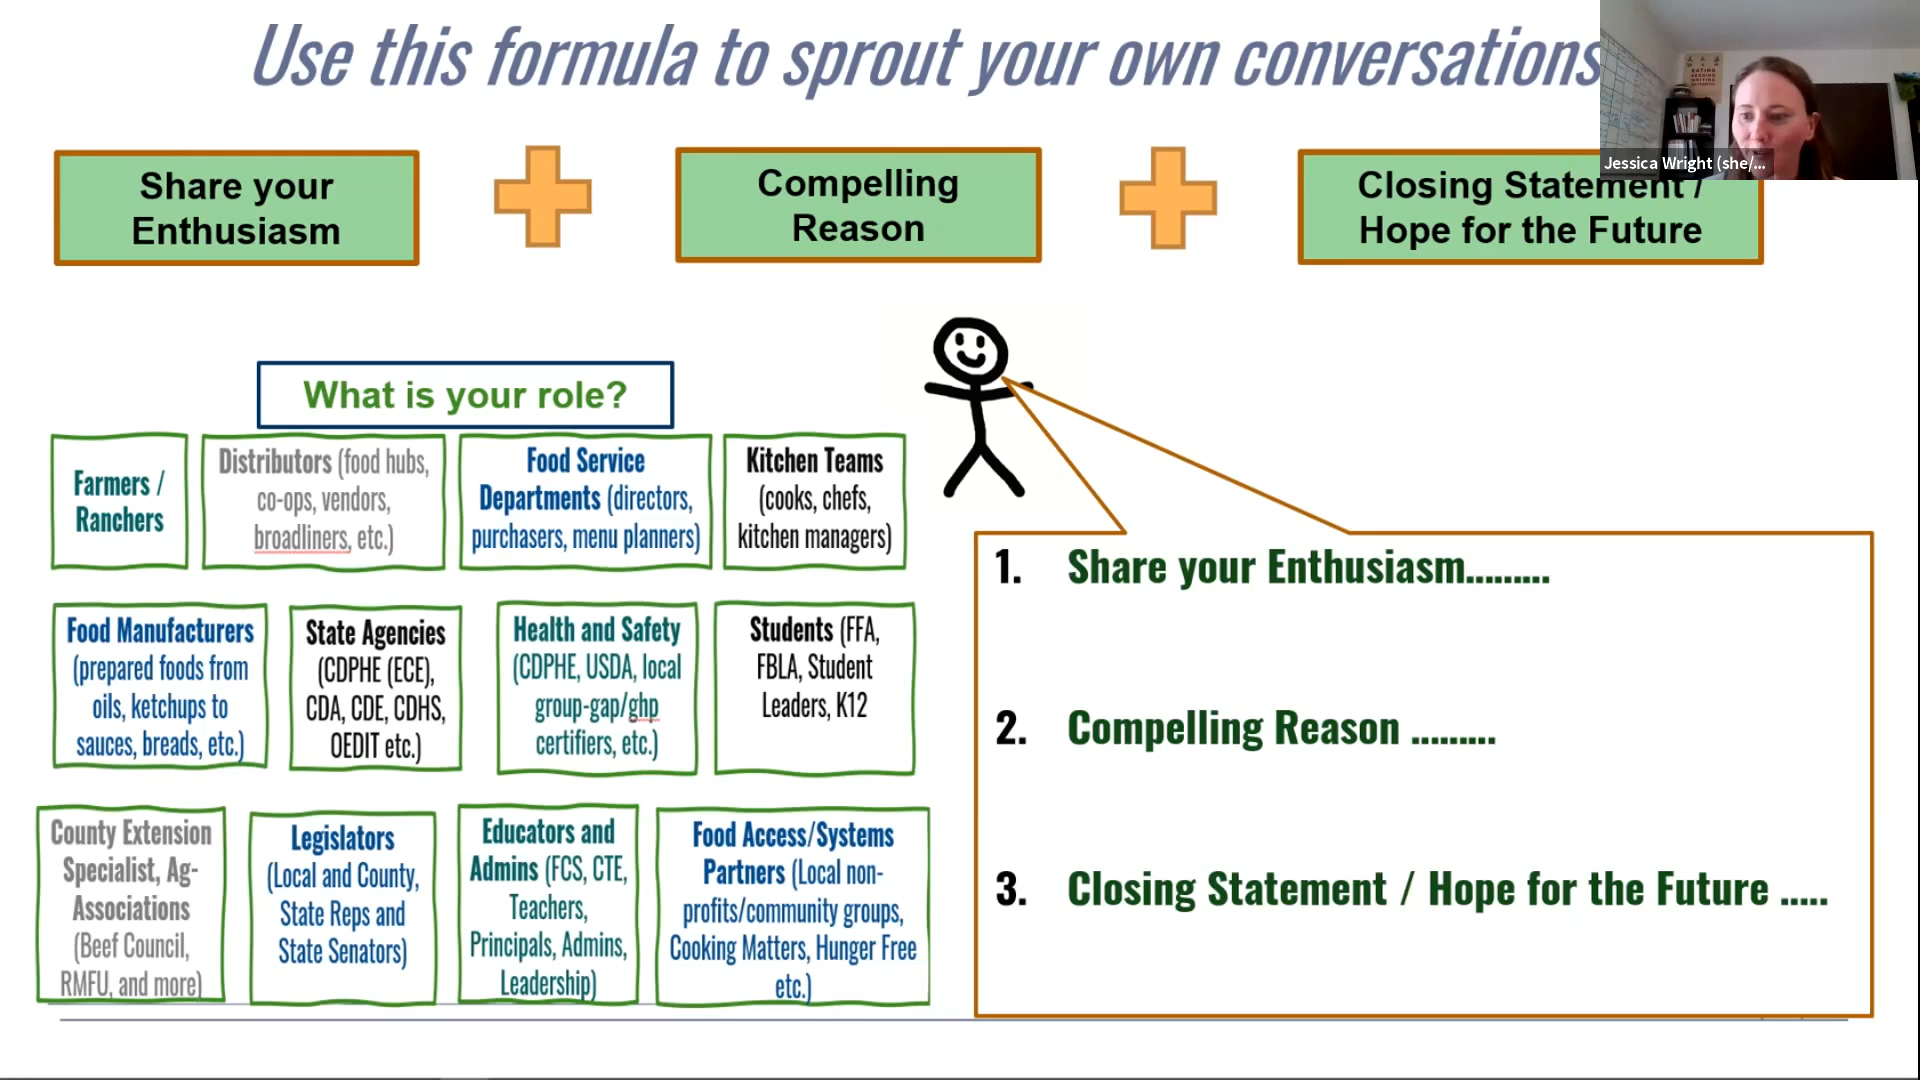 Use this formula to sprout your own conversations
Jessica Wright (she/...
Share your
Enthusiasm
Compelling
Reason
Closing Statement /
Hope for the Future
What is your role?
Farmers /
Ranchers
Distributors (food hubs,
co-ops, vendors,
broadliners, etc.)
Food Service
Departments (directors,
purchasers, menu planners)
Kitchen Teams
(cooks, chefs,
kitchen managers)
Food Manufacturers
(prepared foods from
oils, ketchups to
sauces, breads, etc.)
State Agencies
(CDPHE (ECE),
CDA, CDE, CDHS,
OEDIT etc.)
Health and Safety
(CDPHE, USDA, local
group-gap/ghp
certifiers, etc.)
Students (FFA,
FBLA, Student
Leaders, K12
County Extension
Specialist, Ag-
Associations
(Beef Council,
RMFU, and more)
Legislators
(Local and County,
State Reps and
State Senators)
Educators and
Admins (FCS, CTE,
Teachers,
Principals, Admins,
Leadership)
Food Access/Systems
Partners (Local non-
profits/community groups,
Cooking Matters, Hunger Free
etc.)
1. Share your Enthusiasm.........
2. Compelling Reason .........
3. Closing Statement / Hope for the Future .....